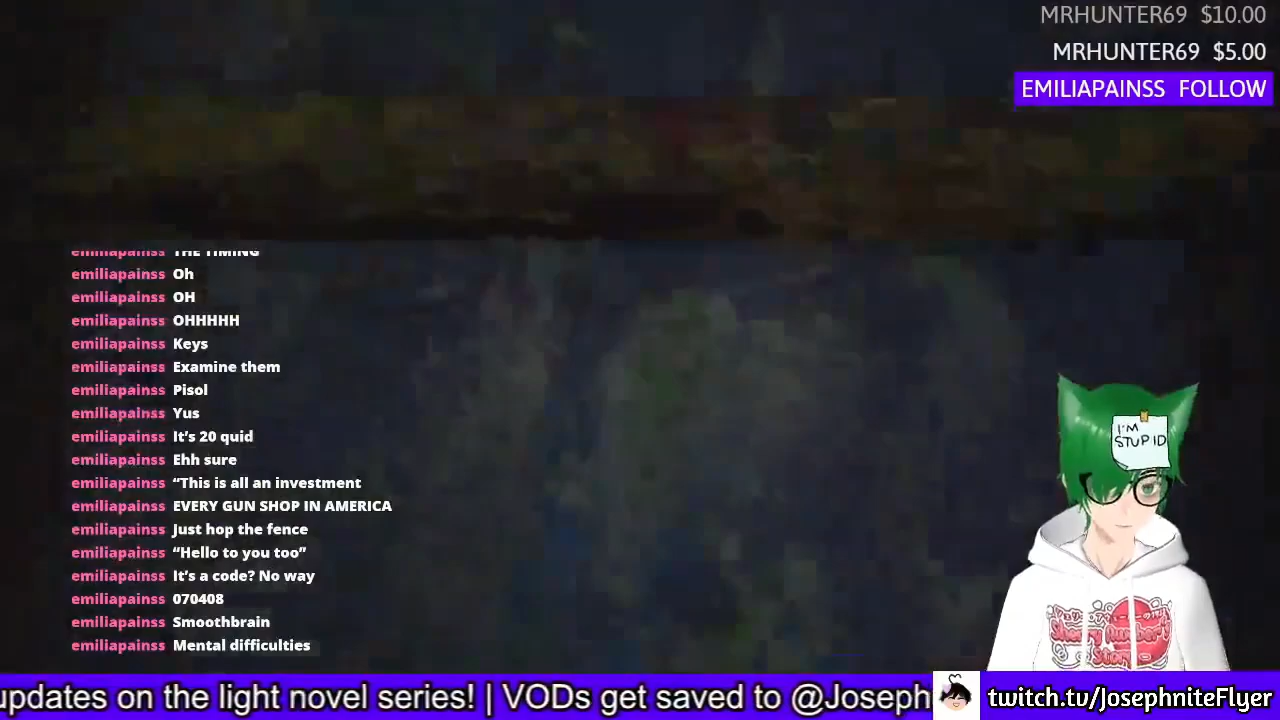 MRHUNTER69 $10.00
MRHUNTER69 $5.00
EMILIAPAINSS FOLLOW
emiliapainss THE TIMING
emiliapainss Oh
emiliapainss OH
emiliapainss OHHHHH
emiliapainss Keys
emiliapainss Examine them
emiliapainss Pisol
emiliapainss Yus
emiliapainss It’s 20 quid
emiliapainss Ehh sure
emiliapainss “This is all an investment
emiliapainss EVERY GUN SHOP IN AMERICA
emiliapainss Just hop the fence
emiliapainss “Hello to you too”
emiliapainss It’s a code? No way
emiliapainss 070408
emiliapainss Smoothbrain
emiliapainss Mental difficulties
I'M
STUPID
Story
updates on the light novel series! | VODs get saved to @Joseph
twitch.tv/JosephniteFlyer